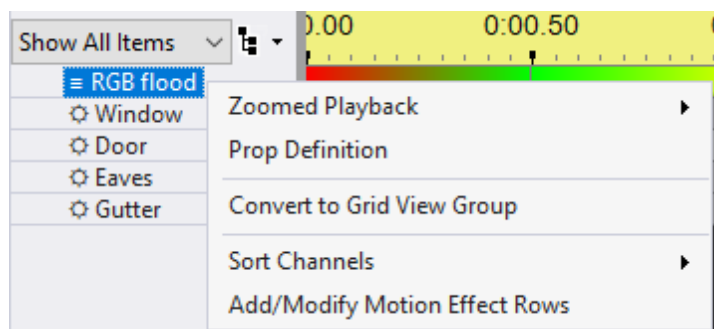 Show All Items
0.00 0:00.50
RGB flood
Window
Door
Eaves
Gutter
Zoomed Playback
Prop Definition
Convert to Grid View Group
Sort Channels
Add/Modify Motion Effect Rows